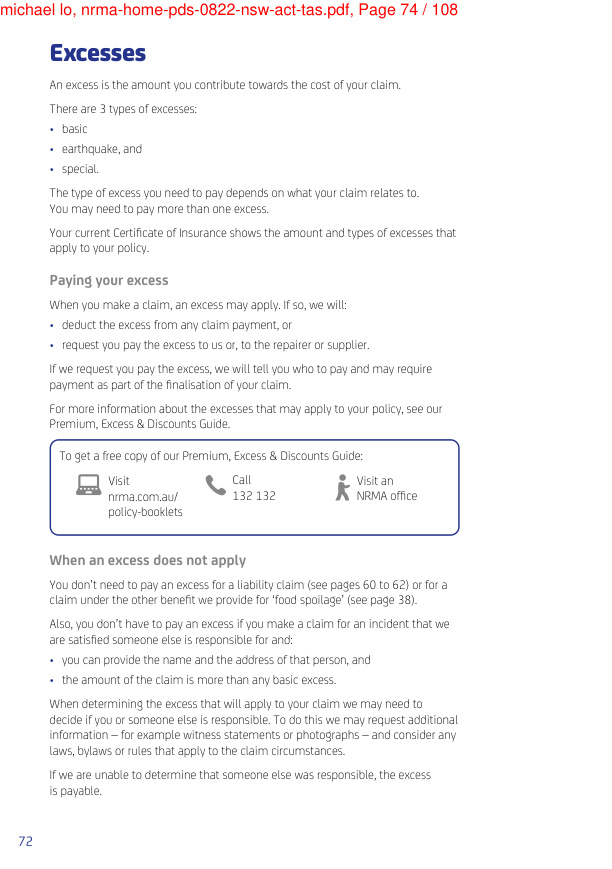 michael lo, nrma-home-pds-0822-nsw-act-tas.pdf, Page 74 / 108
Excesses
An excess is the amount you contribute towards the cost of your claim.
There are 3 types of excesses:
• basic
• earthquake, and
• special.
The type of excess you need to pay depends on what your claim relates to.
You may need to pay more than one excess.
Your current Certificate of Insurance shows the amount and types of excesses that
apply to your policy.
Paying your excess
When you make a claim, an excess may apply. If so, we will:
• deduct the excess from any claim payment, or
• request you pay the excess to us or, to the repairer or supplier.
If we request you pay the excess, we will tell you who to pay and may require
payment as part of the finalisation of your claim.
For more information about the excesses that may apply to your policy, see our
Premium, Excess & Discounts Guide.
To get a free copy of our Premium, Excess & Discounts Guide:
Visit
nrma.com.au/
policy-booklets
Call
132 132
Visit an
NRMA office
When an excess does not apply
You don't need to pay an excess for a liability claim (see pages 60 to 62) or for a
claim under the other benefit we provide for 'food spoilage' (see page 38).
Also, you don't have to pay an excess if you make a claim for an incident that we
are satisfied someone else is responsible for and:
• you can provide the name and the address of that person, and
• the amount of the claim is more than any basic excess.
When determining the excess that will apply to your claim we may need to
decide if you or someone else is responsible. To do this we may request additional
information – for example witness statements or photographs – and consider any
laws, bylaws or rules that apply to the claim circumstances.
If we are unable to determine that someone else was responsible, the excess
is payable.
72